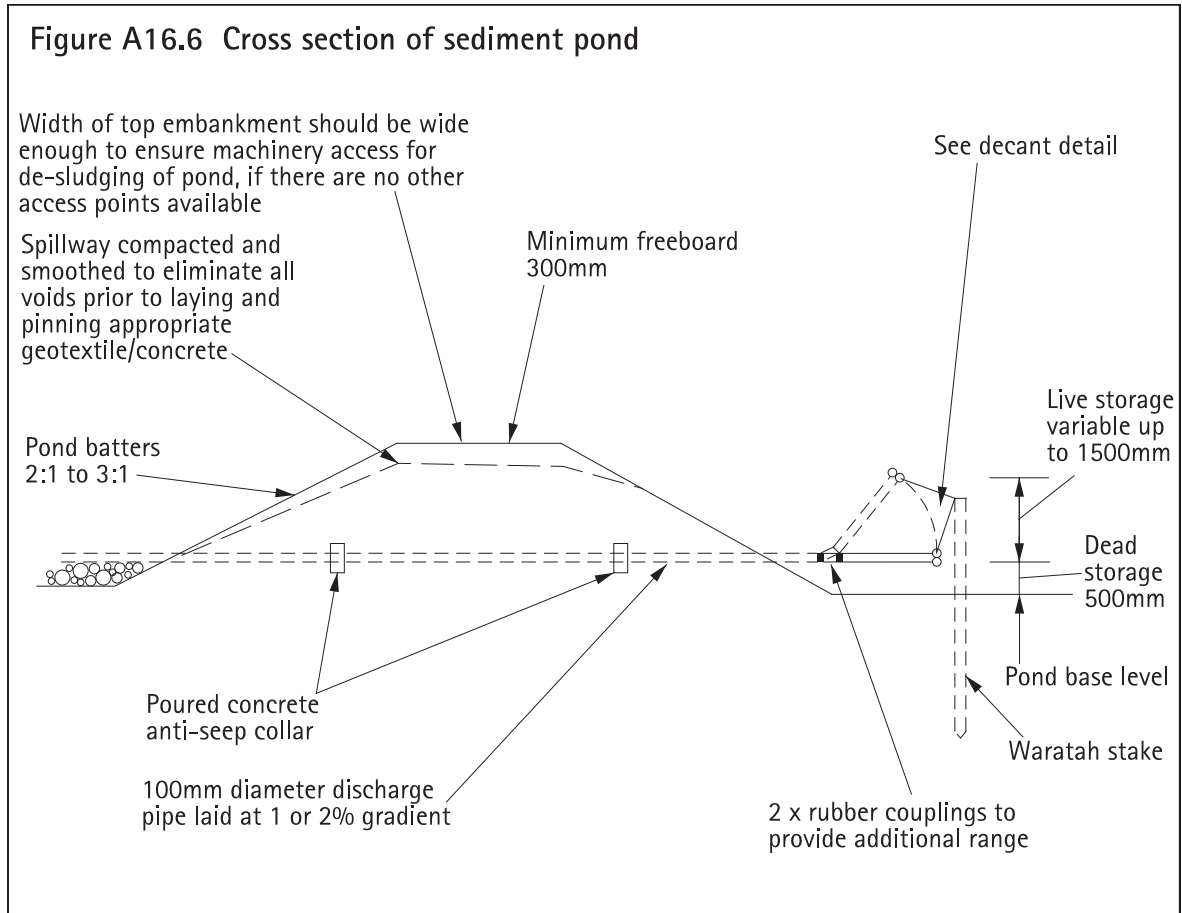 Figure A16.6 Cross section of sediment pond
Width of top embankment should be wide
enough to ensure machinery access for
de-sludging of pond, if there are no other
access points available
See decant detail
Spillway compacted and
smoothed to eliminate all
voids prior to laying and
pinning appropriate
geotextile/concrete
Minimum freeboard
300mm
Pond batters
2:1 to 3:1
Live storage
variable up
to 1500mm
Dead
storage
500mm
Pond base level
Poured concrete
anti-seep collar
Waratah stake
100mm diameter discharge
pipe laid at 1 or 2% gradient
2 x rubber couplings to
provide additional range